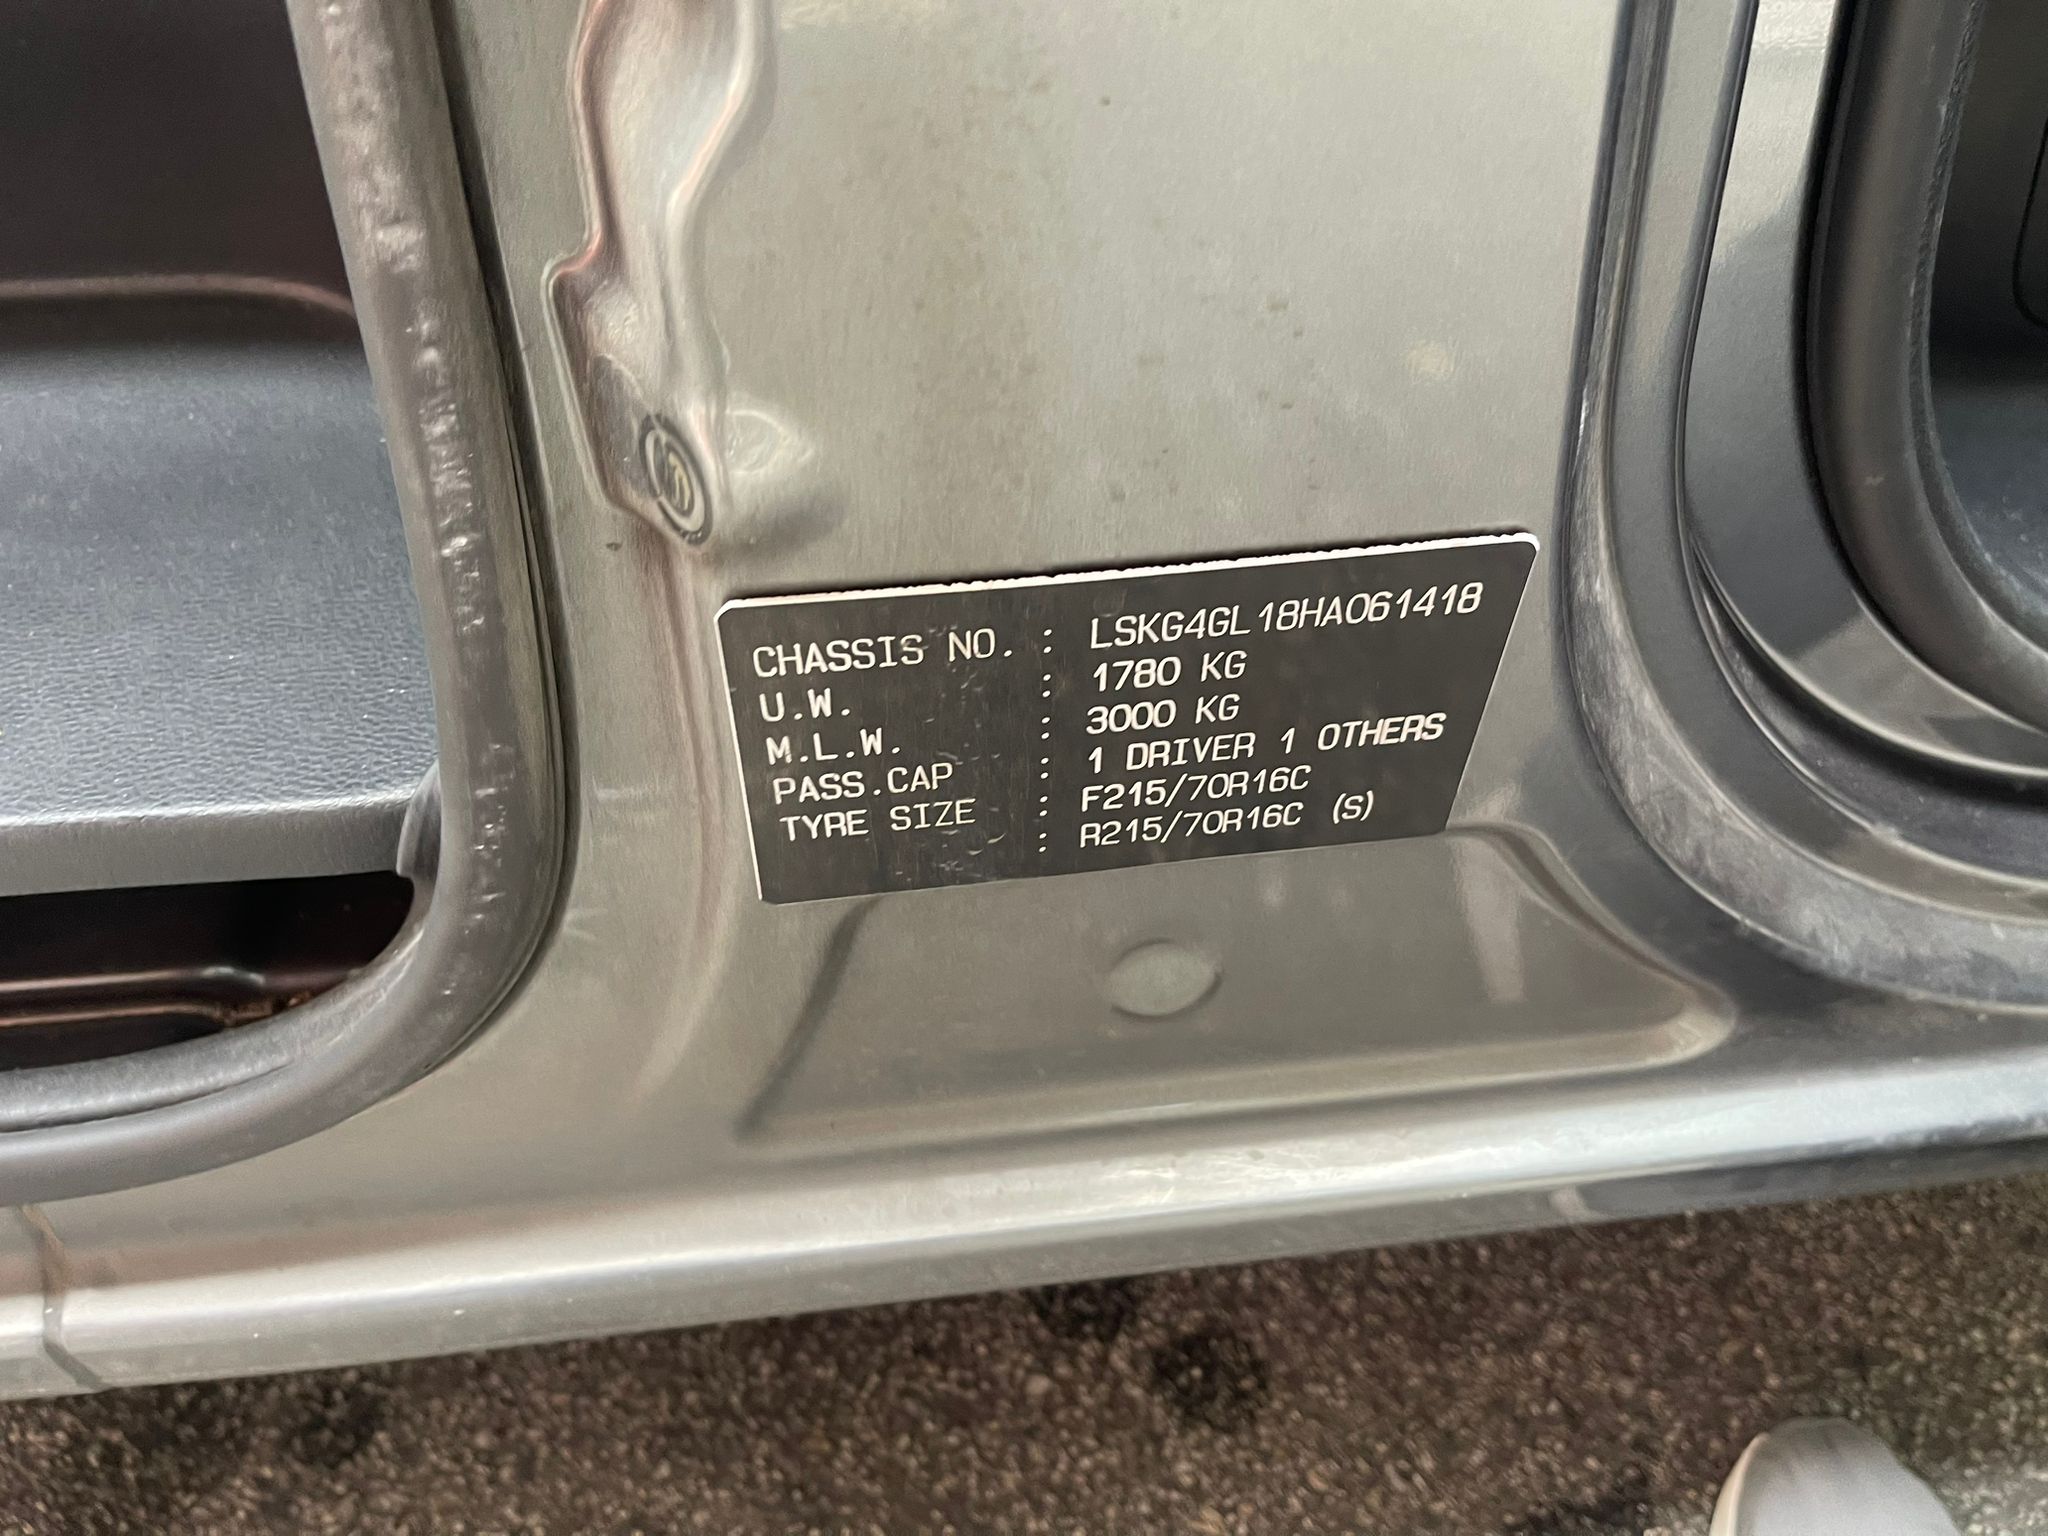 CHASSIS NO. : LSKG4GL18HA061418
U.W. : 1780 KG
M.L.W. : 3000 KG
PASS.CAP : 1 DRIVER 1 OTHERS
TYRE SIZE : F215/70R16C
: R215/70R16C (S)